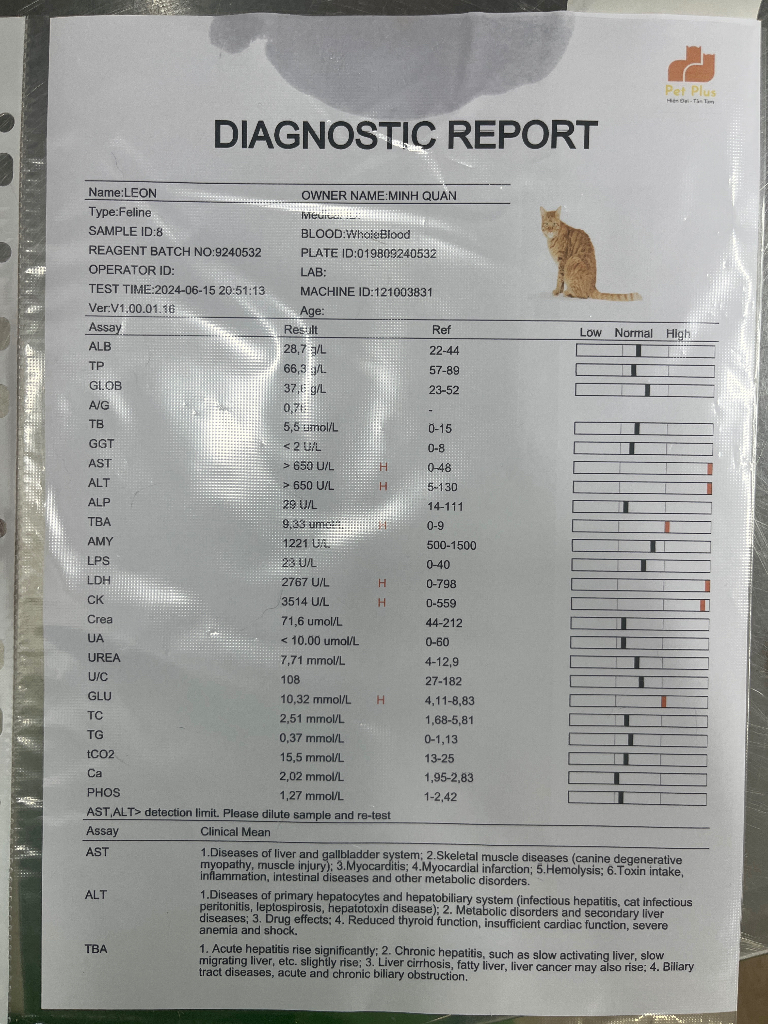 Pet Plus
Hiện Đại - Tận Tâm
DIAGNOSTIC REPORT
Name:LEON OWNER NAME:MINH QUAN
Type:Feline Medical ID:
SAMPLE ID:8 BLOOD:WholeBlood
REAGENT BATCH NO:9240532 PLATE ID:019809240532
OPERATOR ID: LAB:
TEST TIME:2024-06-15 20:51:13 MACHINE ID:121003831
Ver:V1.00.01.16 Age:
Assay Result Ref Low Normal High
ALB 28,7 g/L 22-44
TP 66,3 g/L 57-89
GLOB 37,6 g/L 23-52
A/G -
TB 5,5 umol/L 0-15
GGT < 2 U/L 0-8
AST > 650 U/L H 0-48
ALT > 650 U/L H 5-130
ALP 29 U/L 14-111
TBA 9,33 umol/L H 0-9
AMY 1221 U/L 500-1500
LPS 23 U/L 0-40
LDH 2767 U/L H 0-798
CK 3514 U/L H 0-559
Crea 71,6 umol/L 44-212
UA < 10.00 umol/L 0-60
UREA 7,71 mmol/L 4-12,9
U/C 108 27-182
GLU 10,32 mmol/L H 4,11-8,83
TC 2,51 mmol/L 1,68-5,81
TG 0,37 mmol/L 0-1,13
tCO2 15,5 mmol/L 13-25
Ca 2,02 mmol/L 1,95-2,83
PHOS 1,27 mmol/L 1-2,42
AST,ALT> detection limit. Please dilute sample and re-test
Assay Clinical Mean
AST 1.Diseases of liver and gallbladder system; 2.Skeletal muscle diseases (canine degenerative
myopathy, muscle injury); 3.Myocarditis; 4.Myocardial infarction; 5.Hemolysis; 6.Toxin intake,
inflammation, intestinal diseases and other metabolic disorders.
ALT 1.Diseases of primary hepatocytes and hepatobiliary system (infectious hepatitis, cat infectious
peritonitis, leptospirosis, hepatotoxin disease); 2. Metabolic disorders and secondary liver
diseases; 3. Drug effects; 4. Reduced thyroid function, insufficient cardiac function, severe
anemia and shock.
TBA 1. Acute hepatitis rise significantly; 2. Chronic hepatitis, such as slow activating liver, slow
migrating liver, etc. slightly rise; 3. Liver cirrhosis, fatty liver, liver cancer may also rise; 4. Biliary
tract diseases, acute and chronic biliary obstruction.